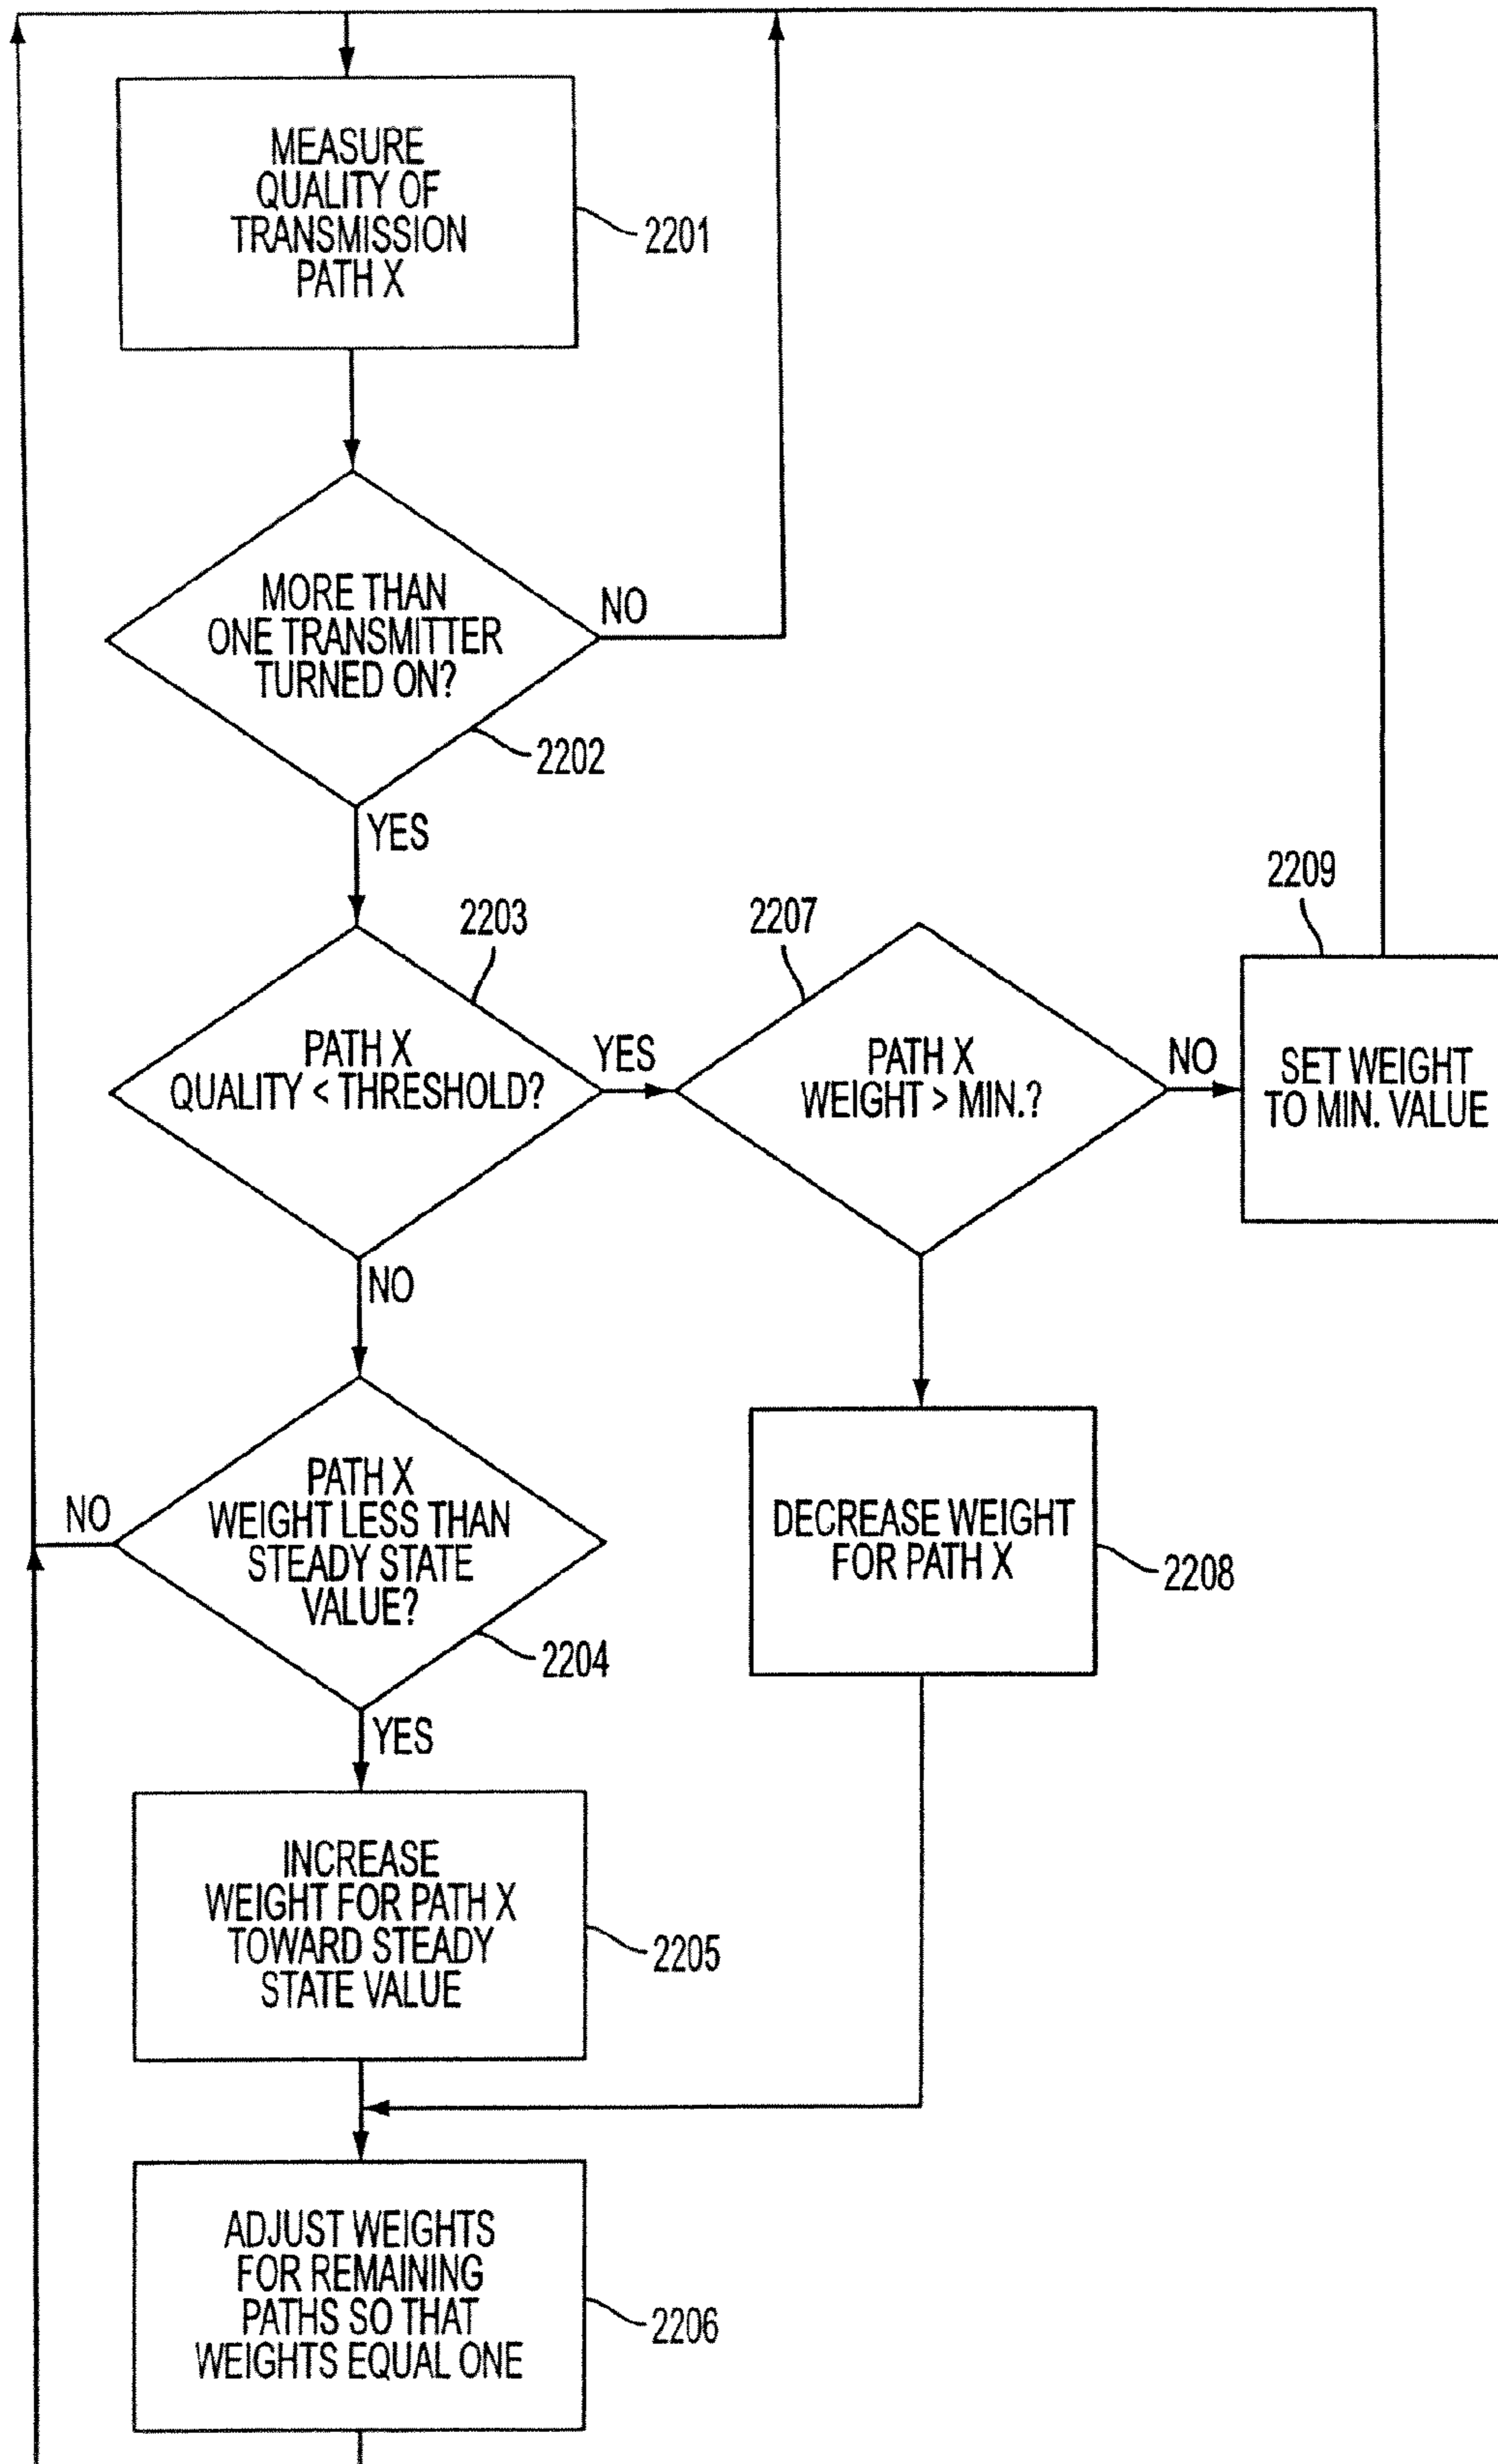 MEASURE
QUALITY OF
TRANSMISSION
PATH X
2201
MORE THAN
ONE TRANSMITTER
TURNED ON?
NO
2202
YES
2203
PATH X
QUALITY < THRESHOLD?
YES
2207
PATH X
WEIGHT > MIN.?
NO
2209
SET WEIGHT
TO MIN. VALUE
NO
PATH X
WEIGHT LESS THAN
STEADY STATE
VALUE?
NO
2204
DECREASE WEIGHT
FOR PATH X
2208
YES
INCREASE
WEIGHT FOR PATH X
TOWARD STEADY
STATE VALUE
2205
ADJUST WEIGHTS
FOR REMAINING
PATHS SO THAT
WEIGHTS EQUAL ONE
2206